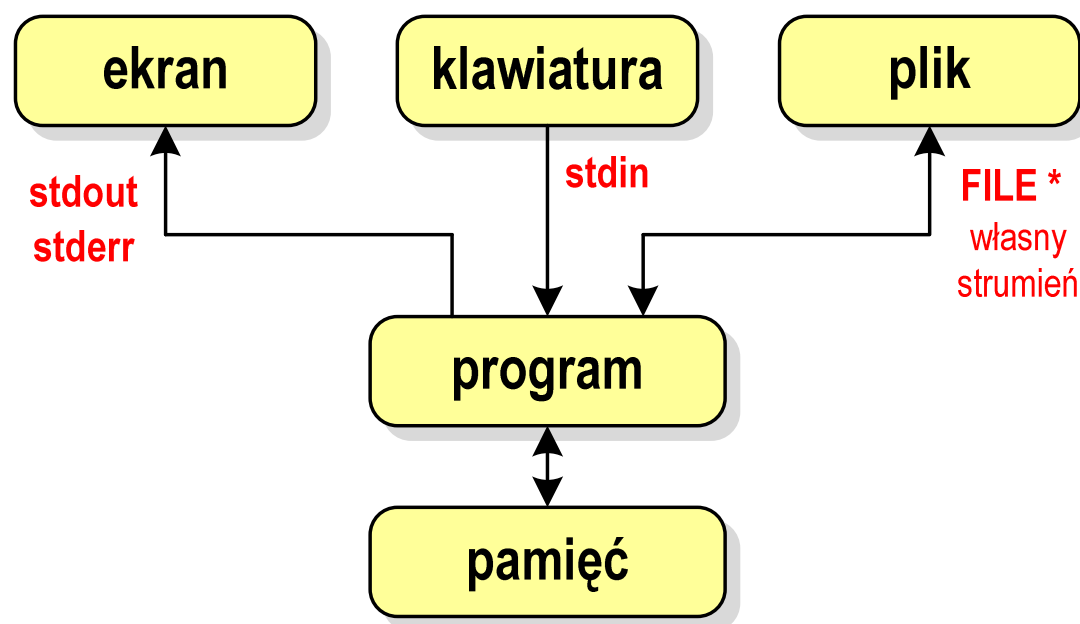 ekran
klawiatura
plik
stdout
stderr
stdin
FILE *
własny
strumień
program
pamięć